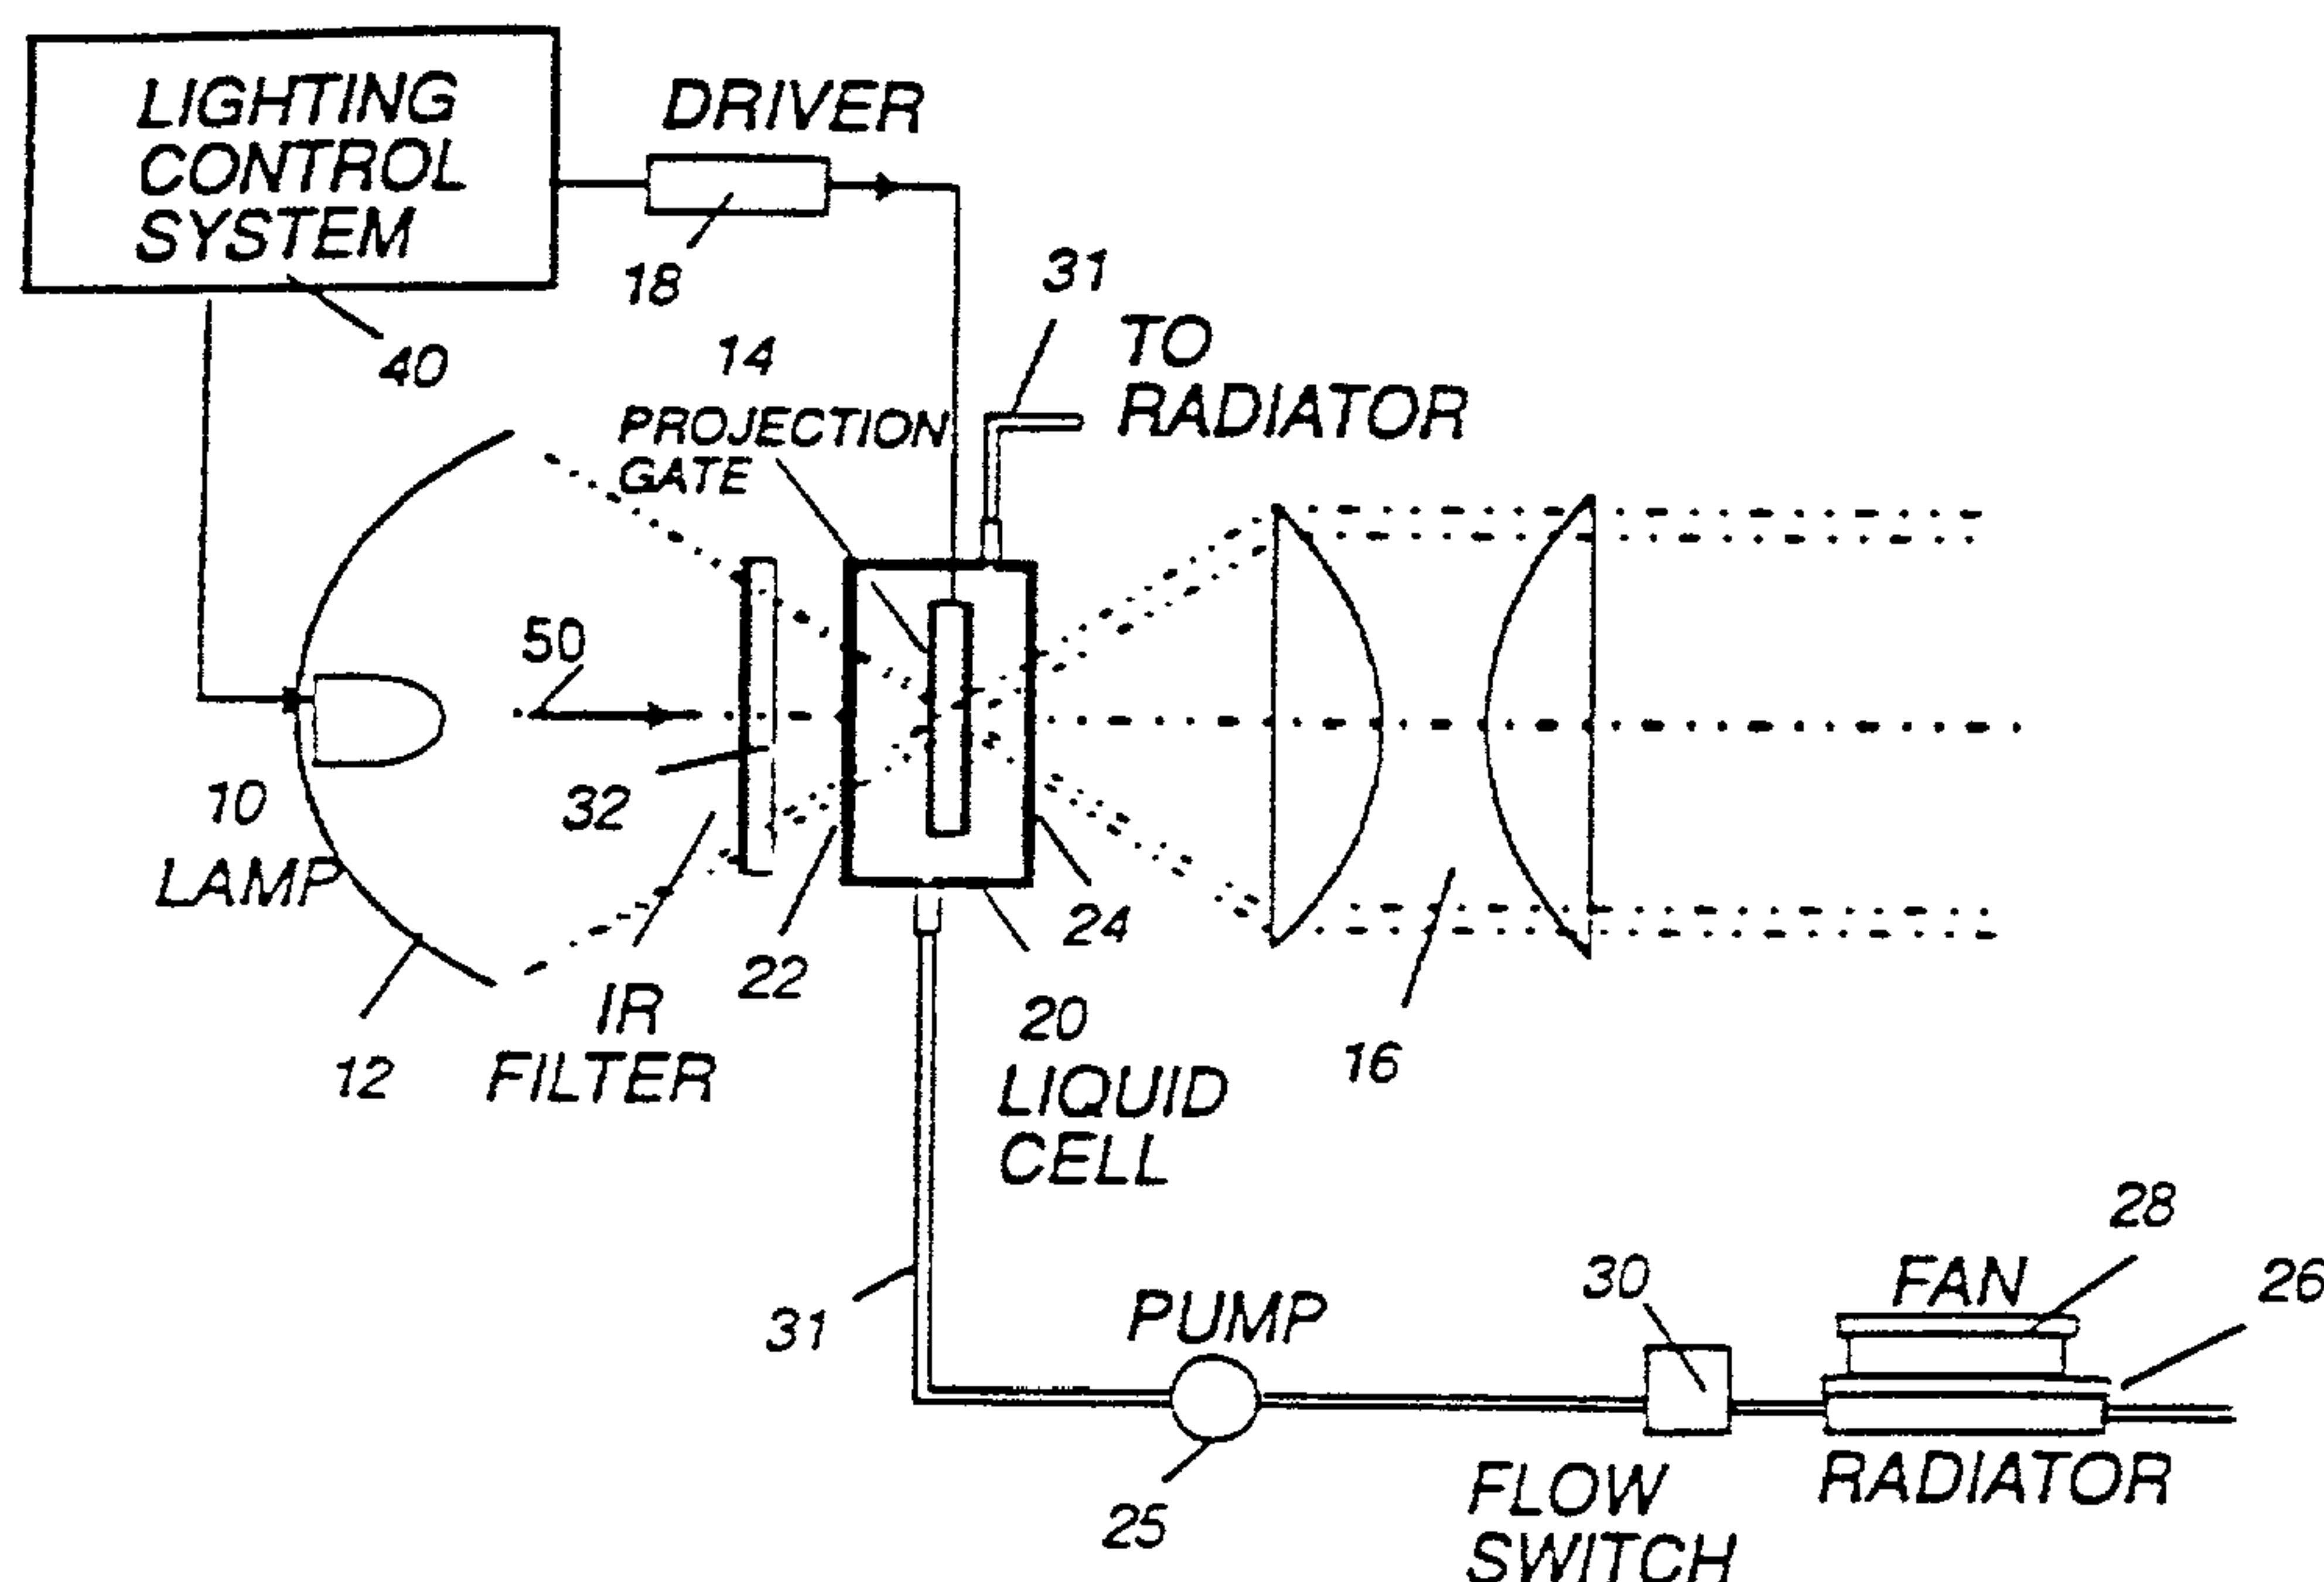 LIGHTING
CONTROL
SYSTEM
DRIVER
18
40
31
TO
RADIATOR
14
PROJECTION
GATE
50
10
LAMP
32
12
IR
FILTER
22
24
20
LIQUID
CELL
16
31
PUMP
25
30
FLOW
SWITCH
FAN
28
26
RADIATOR